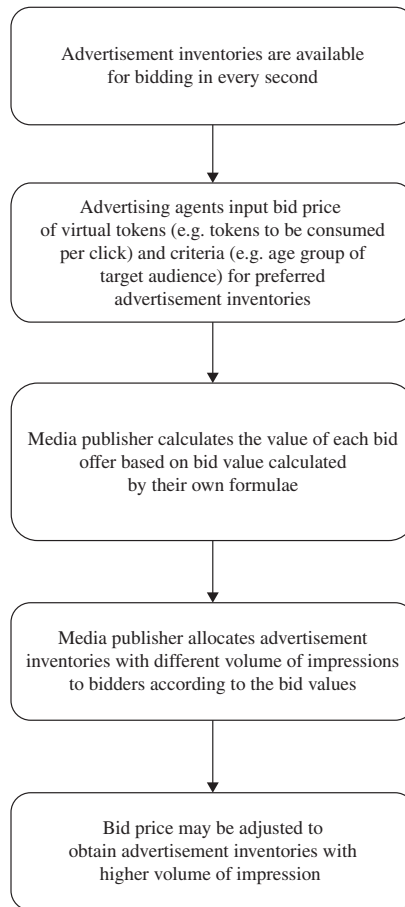 Advertisement inventories are available
for bidding in every second
Advertising agents input bid price
of virtual tokens (e.g. tokens to be consumed
per click) and criteria (e.g. age group of
target audience) for preferred
advertisement inventories
Media publisher calculates the value of each bid
offer based on bid value calculated
by their own formulae
Media publisher allocates advertisement
inventories with different volume of impressions
to bidders according to the bid values
Bid price may be adjusted to
obtain advertisement inventories with
higher volume of impression